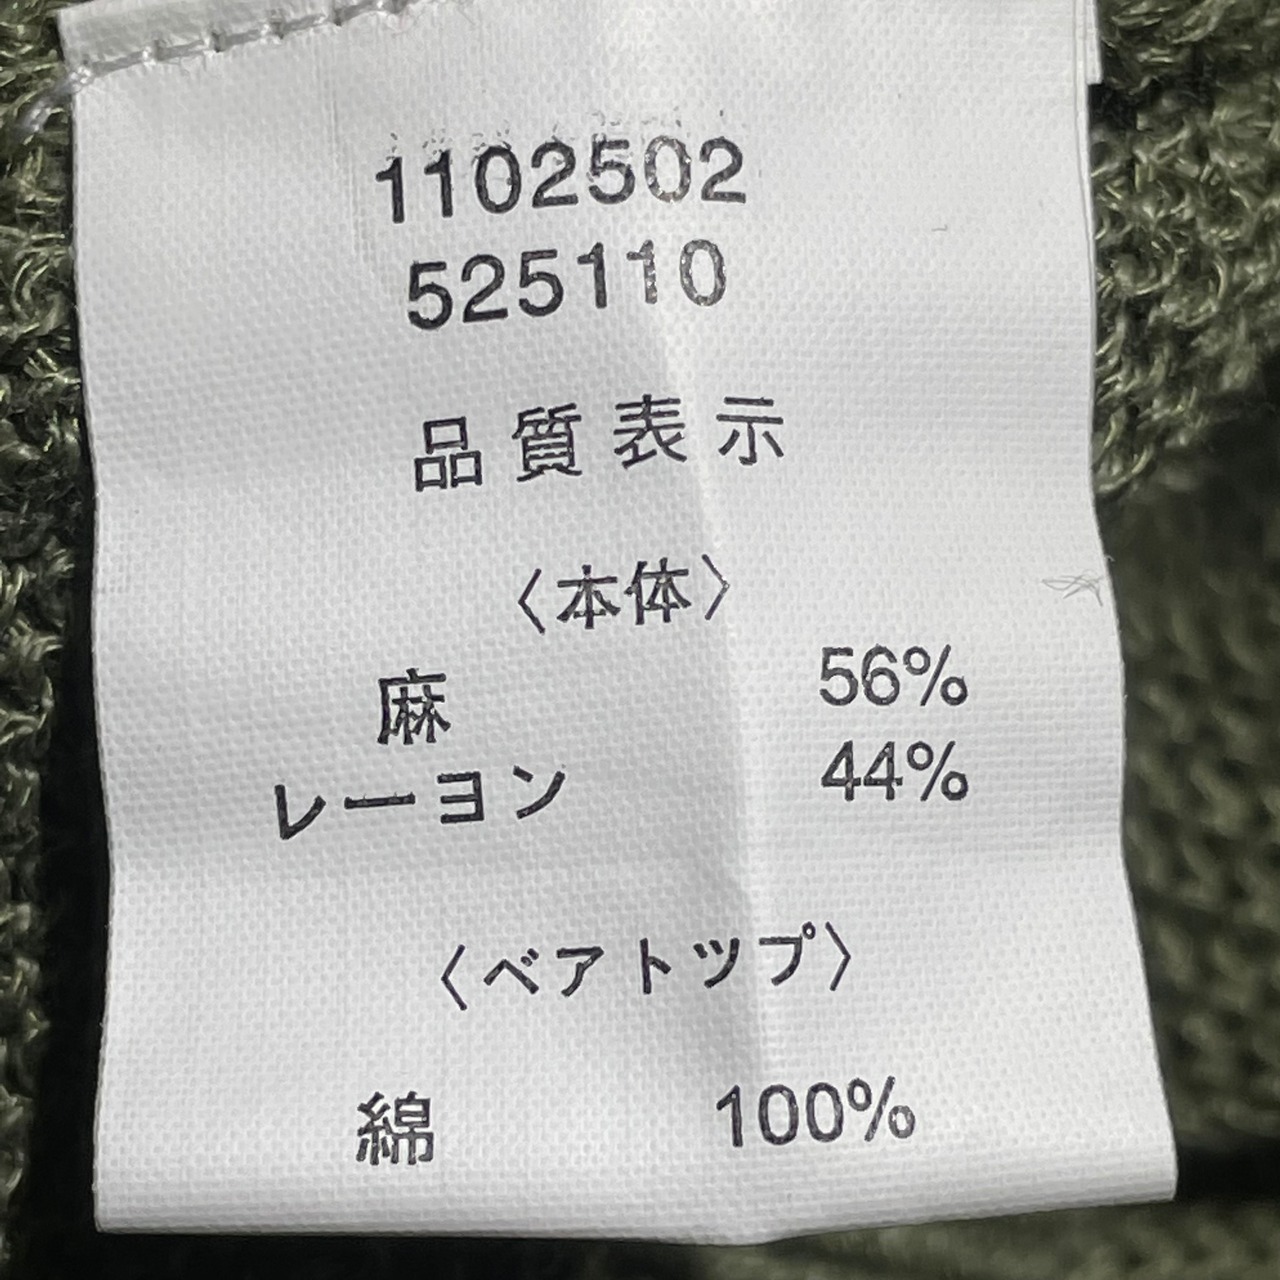 1102502
525110
品質表示
〈本体〉
麻 56%
レーヨン 44%
〈ベアトップ〉
綿 100%